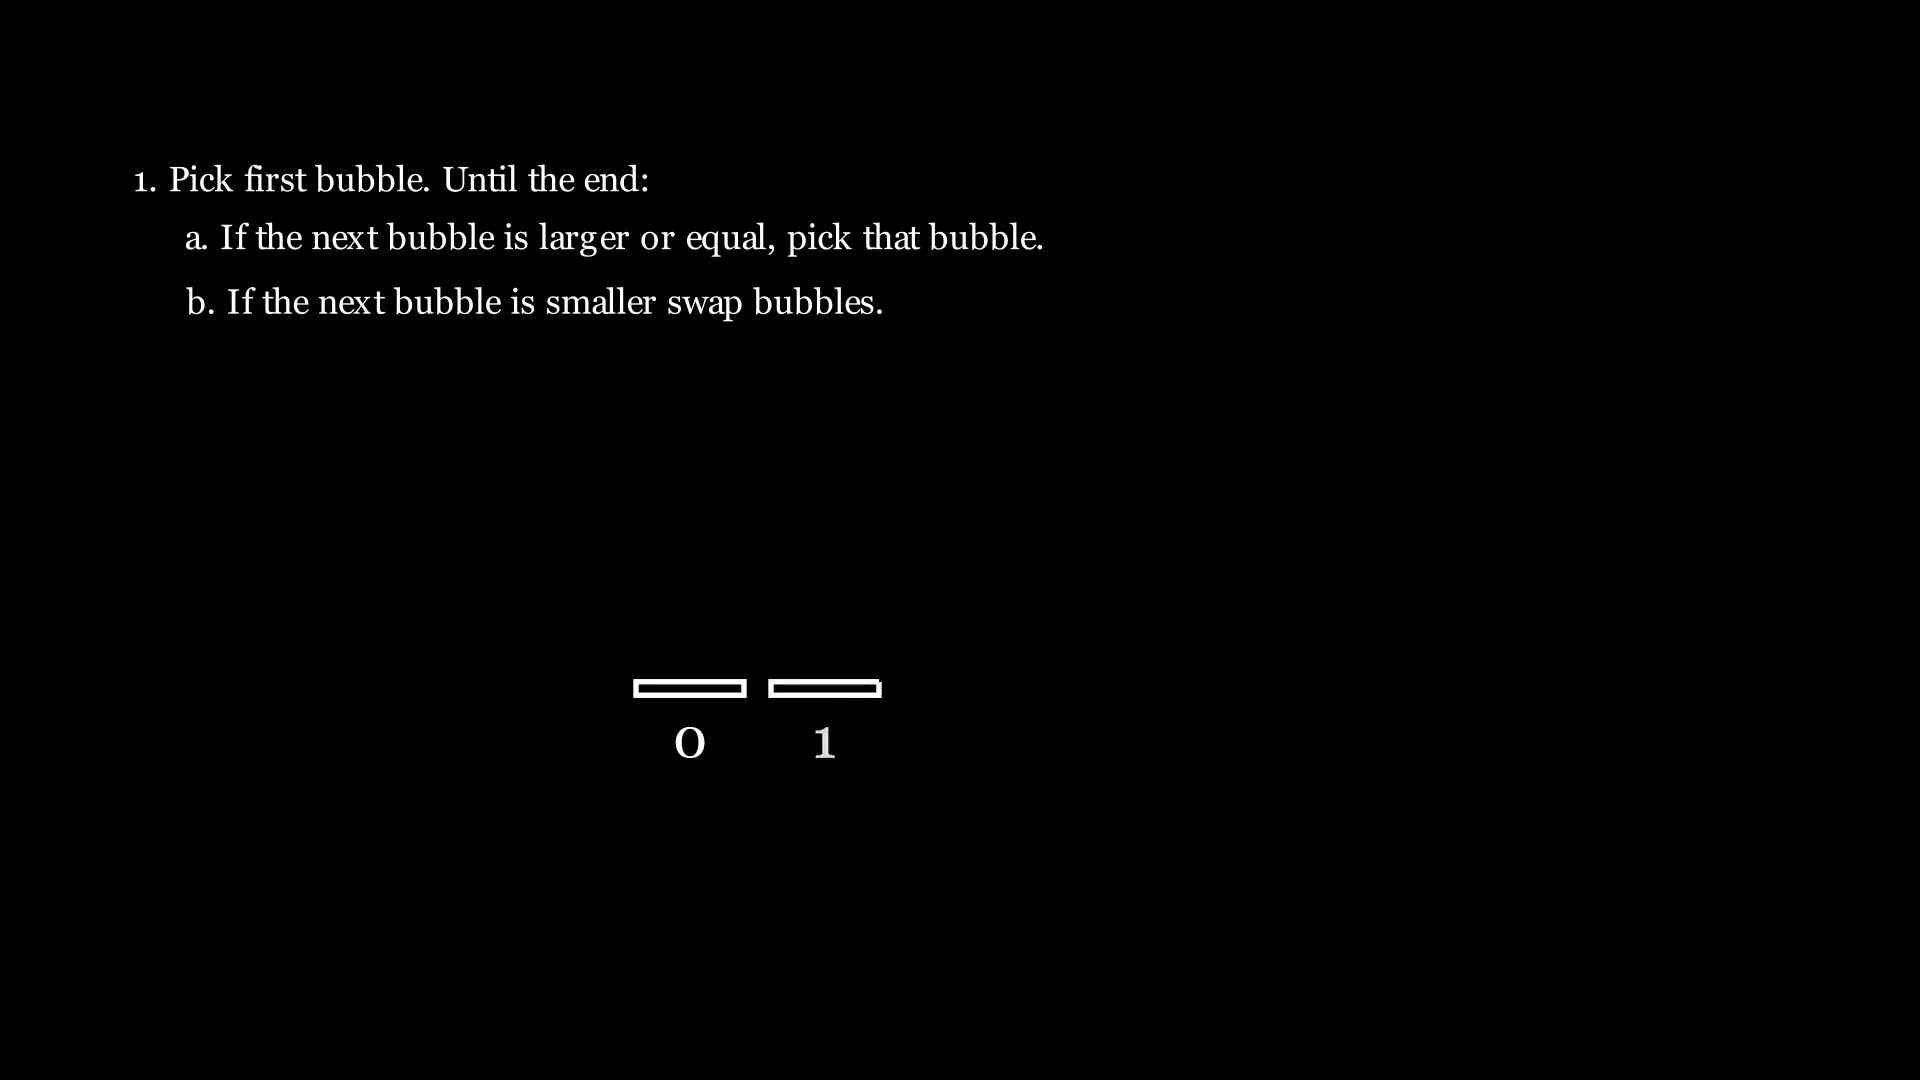 1. Pick first bubble. Until the end:
a. If the next bubble is larger or equal, pick that bubble.
b. If the next bubble is smaller swap bubbles.
0 1